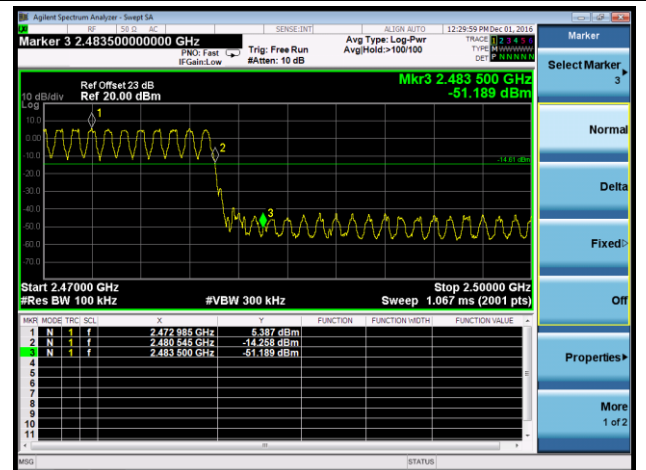 Agilent Spectrum Analyzer - Swept SA
RF 50 Ω AC SENSE:INT ALIGN AUTO 12:29:59 PM Dec 01, 2016
Marker 3 2.483500000000 GHz
PNO: Fast
IFGain:Low
Trig: Free Run
#Atten: 10 dB
Avg Type: Log-Pwr
Avg|Hold:>100/100
TRACE 1 2 3 4 5 6
TYPE M W W W W W
DET P N N N N N
Mkr3 2.483 500 GHz
-51.189 dBm
Ref Offset 23 dB
10 dB/div Ref 20.00 dBm
Log
10.0
0.00
-10.0
-20.0
-30.0
-40.0
-50.0
-60.0
-70.0
1
2
3
-14.61 dBm
Start 2.47000 GHz Stop 2.50000 GHz
#Res BW 100 kHz #VBW 300 kHz Sweep 1.067 ms (2001 pts)
MKR MODE TRC SCL X Y FUNCTION FUNCTION WIDTH FUNCTION VALUE
1 N 1 f 2.472 985 GHz 5.387 dBm
2 N 1 f 2.480 545 GHz -14.258 dBm
3 N 1 f 2.483 500 GHz -51.189 dBm
4
5
6
7
8
9
10
11
MSG STATUS
Marker
Select Marker
3
Normal
Delta
Fixed
Off
Properties
More
1 of 2